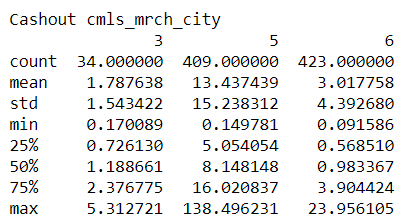 Cashout cmls_mrch_city
3 5 6
count 34.000000 409.000000 423.000000
mean 1.787638 13.437439 3.017758
std 1.543422 15.238312 4.392680
min 0.170089 0.149781 0.091586
25% 0.726130 5.054054 0.568510
50% 1.188661 8.148148 0.983367
75% 2.376775 16.020837 3.904424
max 5.312721 138.496231 23.956105